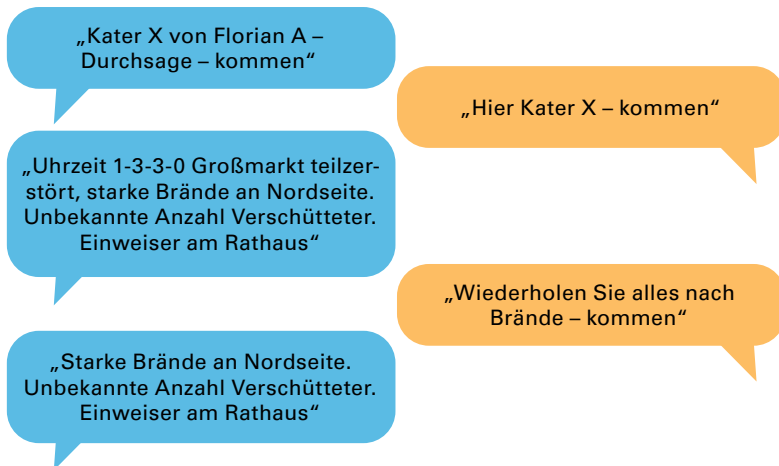 „Kater X von Florian A –
Durchsage – kommen“
„Hier Kater X – kommen“
„Uhrzeit 1-3-3-0 Großmarkt teilzer-
stört, starke Brände an Nordseite.
Unbekannte Anzahl Verschütteter.
Einweiser am Rathaus“
„Wiederholen Sie alles nach
Brände – kommen“
„Starke Brände an Nordseite.
Unbekannte Anzahl Verschütteter.
Einweiser am Rathaus“